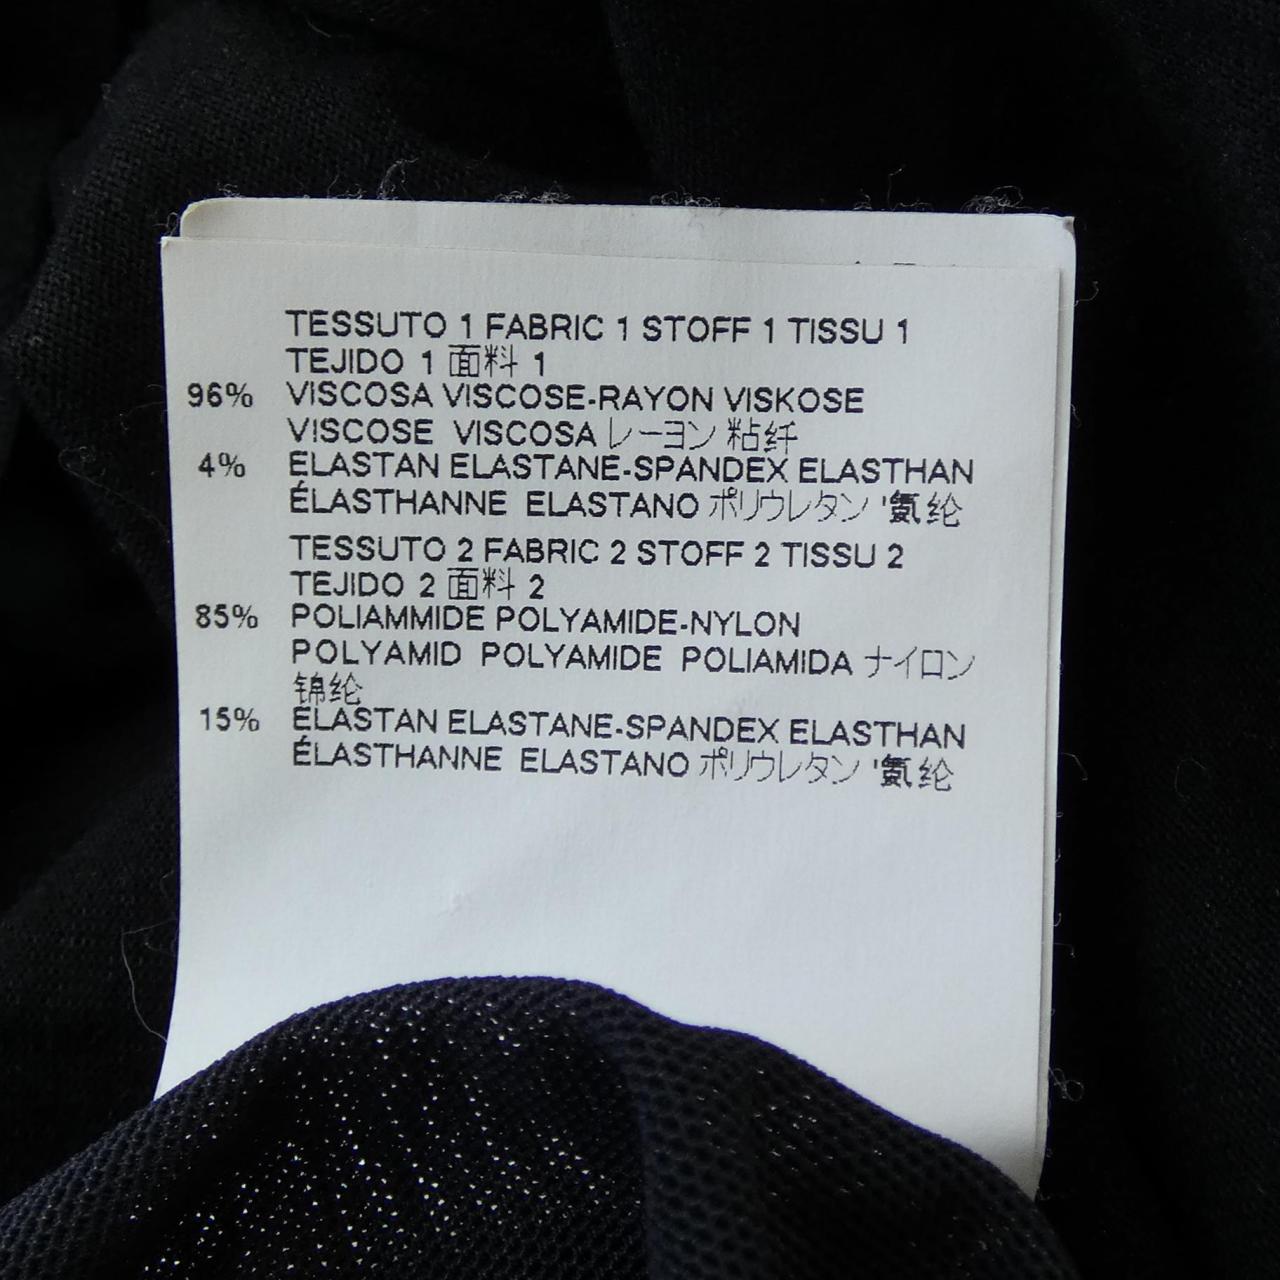 TESSUTO 1 FABRIC 1 STOFF 1 TISSU 1
TEJIDO 1 面料 1
96% VISCOSA VISCOSE-RAYON VISKOSE
VISCOSE VISCOSA レーヨン 粘纤
4% ELASTAN ELASTANE-SPANDEX ELASTHAN
ÉLASTHANNE ELASTANO ポリウレタン '氨纶
TESSUTO 2 FABRIC 2 STOFF 2 TISSU 2
TEJIDO 2 面料 2
85% POLIAMMIDE POLYAMIDE-NYLON
POLYAMID POLYAMIDE POLIAMIDA ナイロン
锦纶
15% ELASTAN ELASTANE-SPANDEX ELASTHAN
ÉLASTHANNE ELASTANO ポリウレタン '氨纶